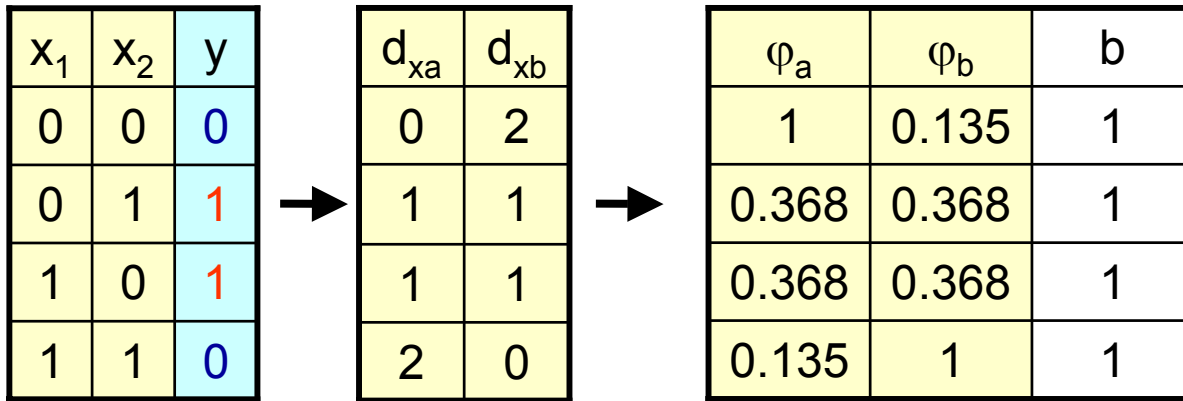 x1 x2 y dxa dxb φa φb b
0 0 0 0 2 1 0.135 1
0 1 1 1 1 0.368 0.368 1
1 0 1 1 1 0.368 0.368 1
1 1 0 2 0 0.135 1 1